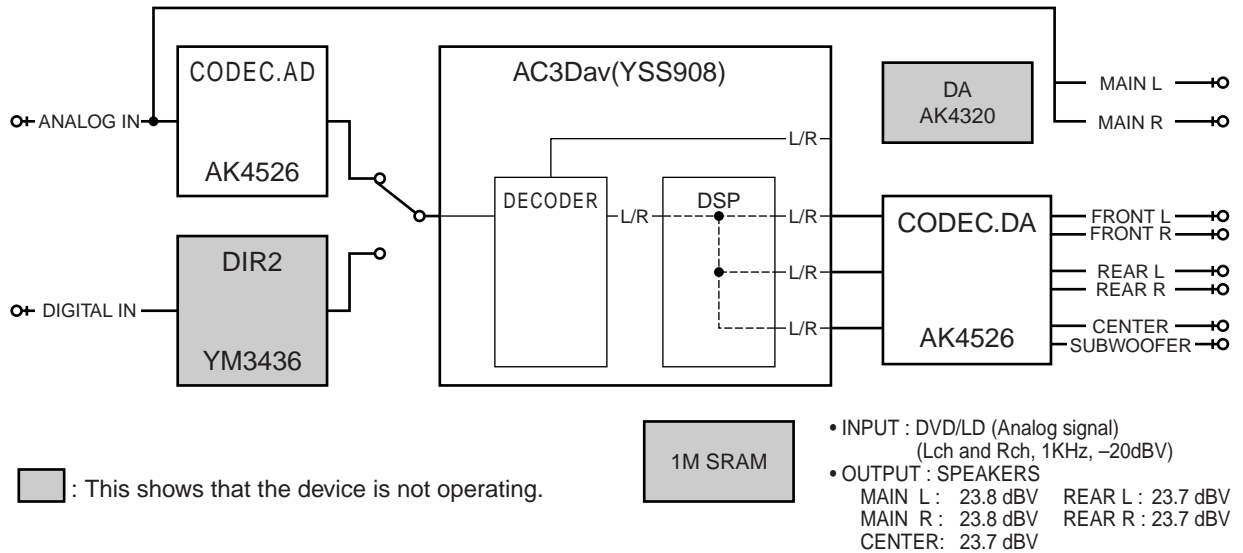 CODEC.AD
AK4526
ANALOG IN
DIR2
YM3436
DIGITAL IN
AC3Dav(YSS908)
DECODER
L/R
L/R
DSP
L/R
L/R
L/R
DA
AK4320
MAIN L
MAIN R
CODEC.DA
AK4526
FRONT L
FRONT R
REAR L
REAR R
CENTER
SUBWOOFER
: This shows that the device is not operating.
1M SRAM
• INPUT : DVD/LD (Analog signal)
(Lch and Rch, 1KHz, –20dBV)
• OUTPUT : SPEAKERS
MAIN L : 23.8 dBV REAR L : 23.7 dBV
MAIN R : 23.8 dBV REAR R : 23.7 dBV
CENTER: 23.7 dBV